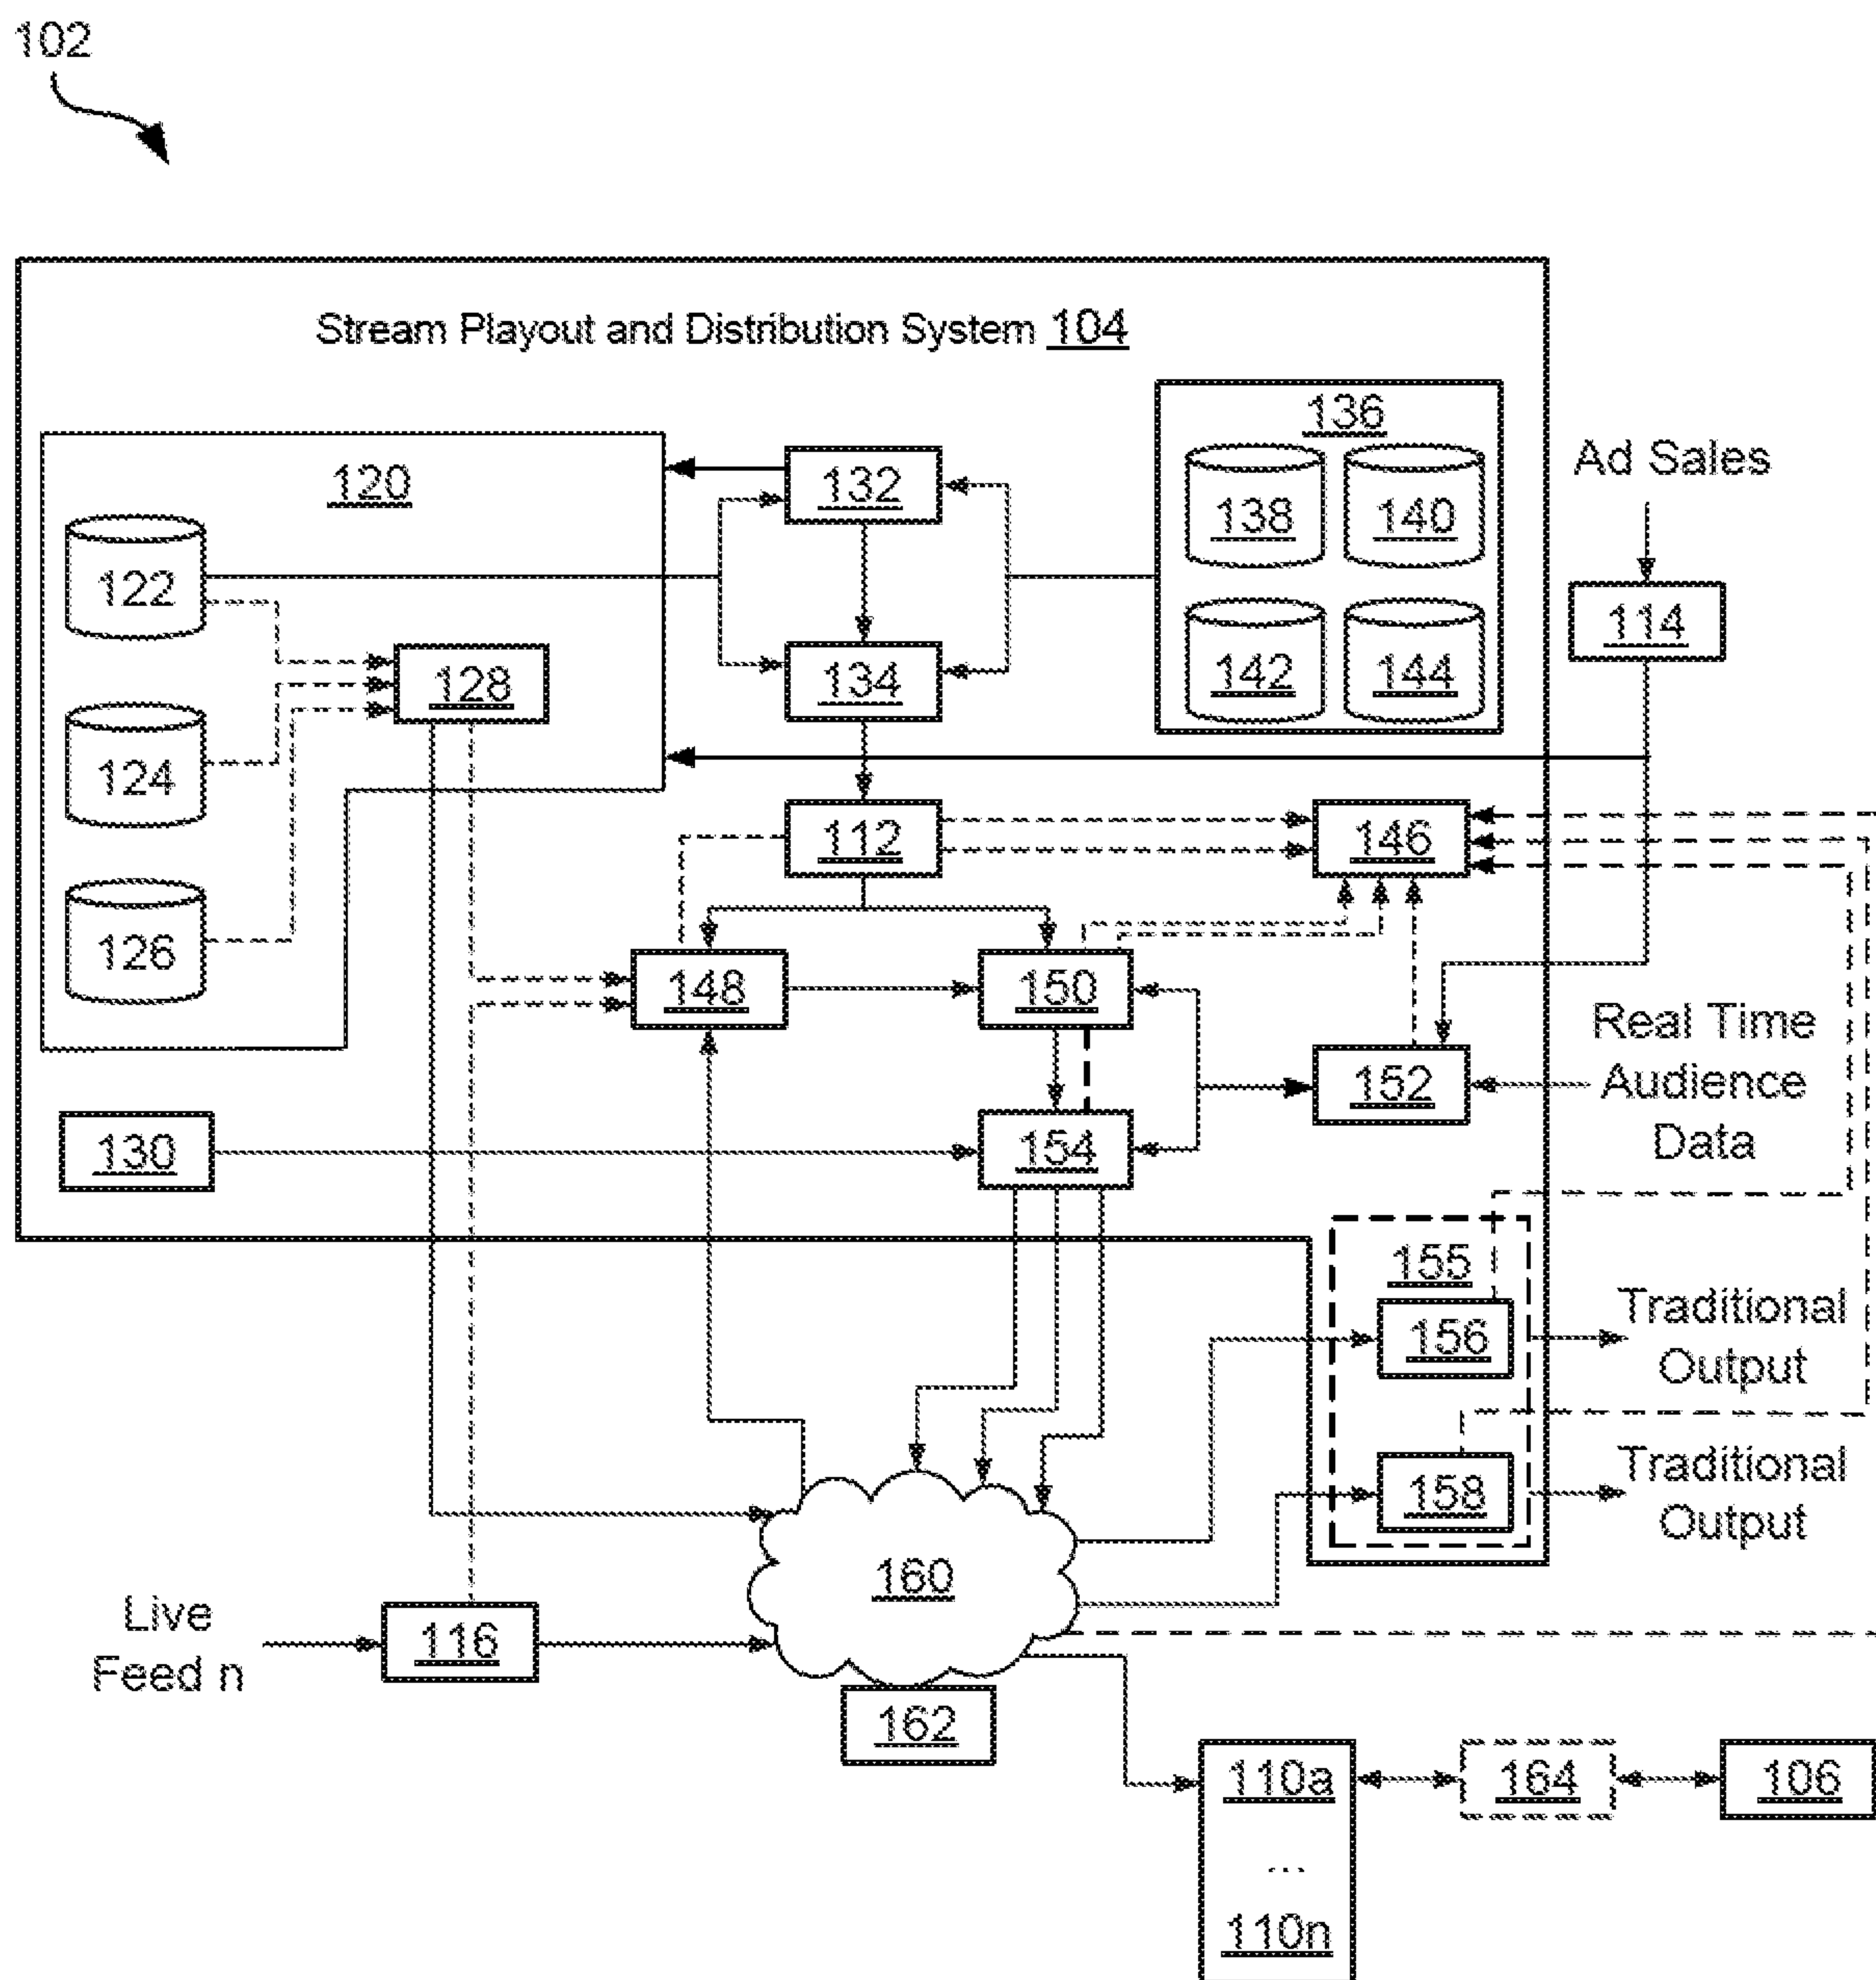 102
Stream Playout and Distribution System 104
136
Ad Sales
120
132
138
140
122
114
128
134
142
144
124
112
146
126
148
150
Real Time
Audience
Data
152
130
154
155
Traditional
Output
156
Traditional
Output
158
160
Live
Feed n
116
162
110a
164
106
...
110n